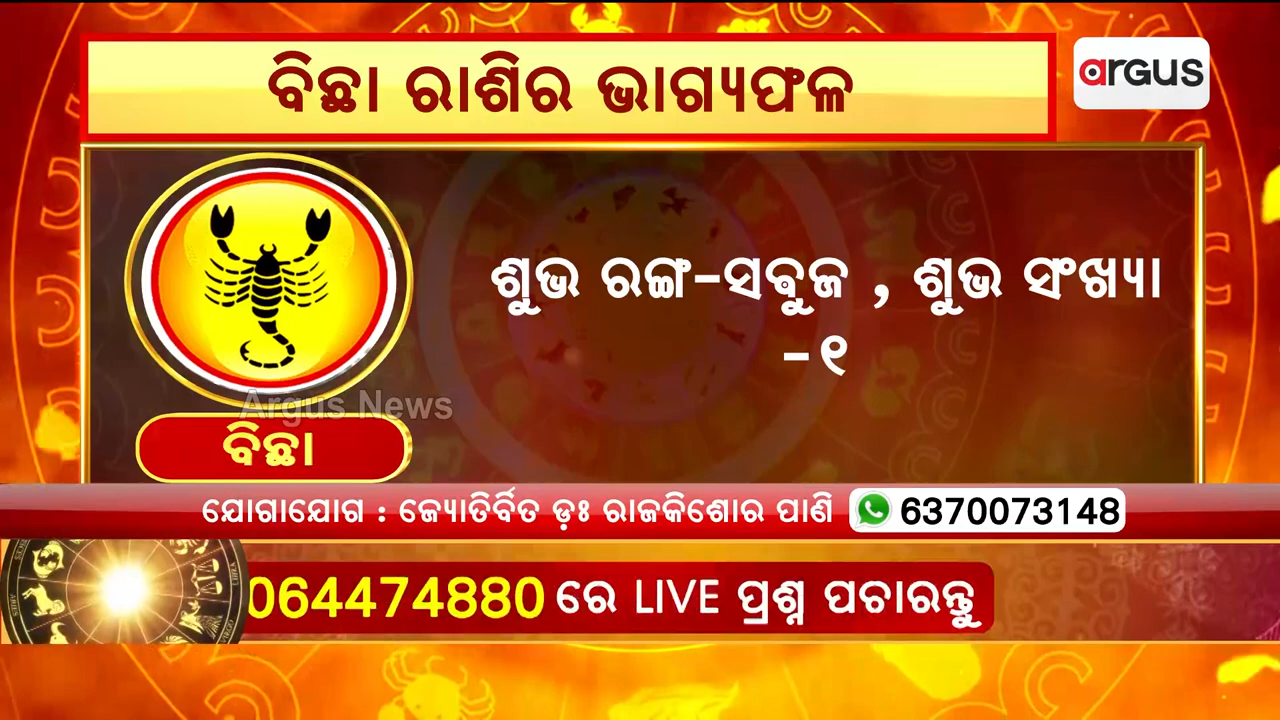 ବିଛା ରାଶିର ଭାଗ୍ୟଫଳ
argus
ଶୁଭ ରଙ୍ଗ-ସବୁଜ , ଶୁଭ ସଂଖ୍ୟା
-୧
Argus News
ବିଛା
ଯୋଗାଯୋଗ : ଜ୍ୟୋତିର୍ବିତ ଡ଼ଃ ରାଜକିଶୋର ପାଣି 6370073148
064474880 ରେ LIVE ପ୍ରଶ୍ନ ପଚାରନ୍ତୁ